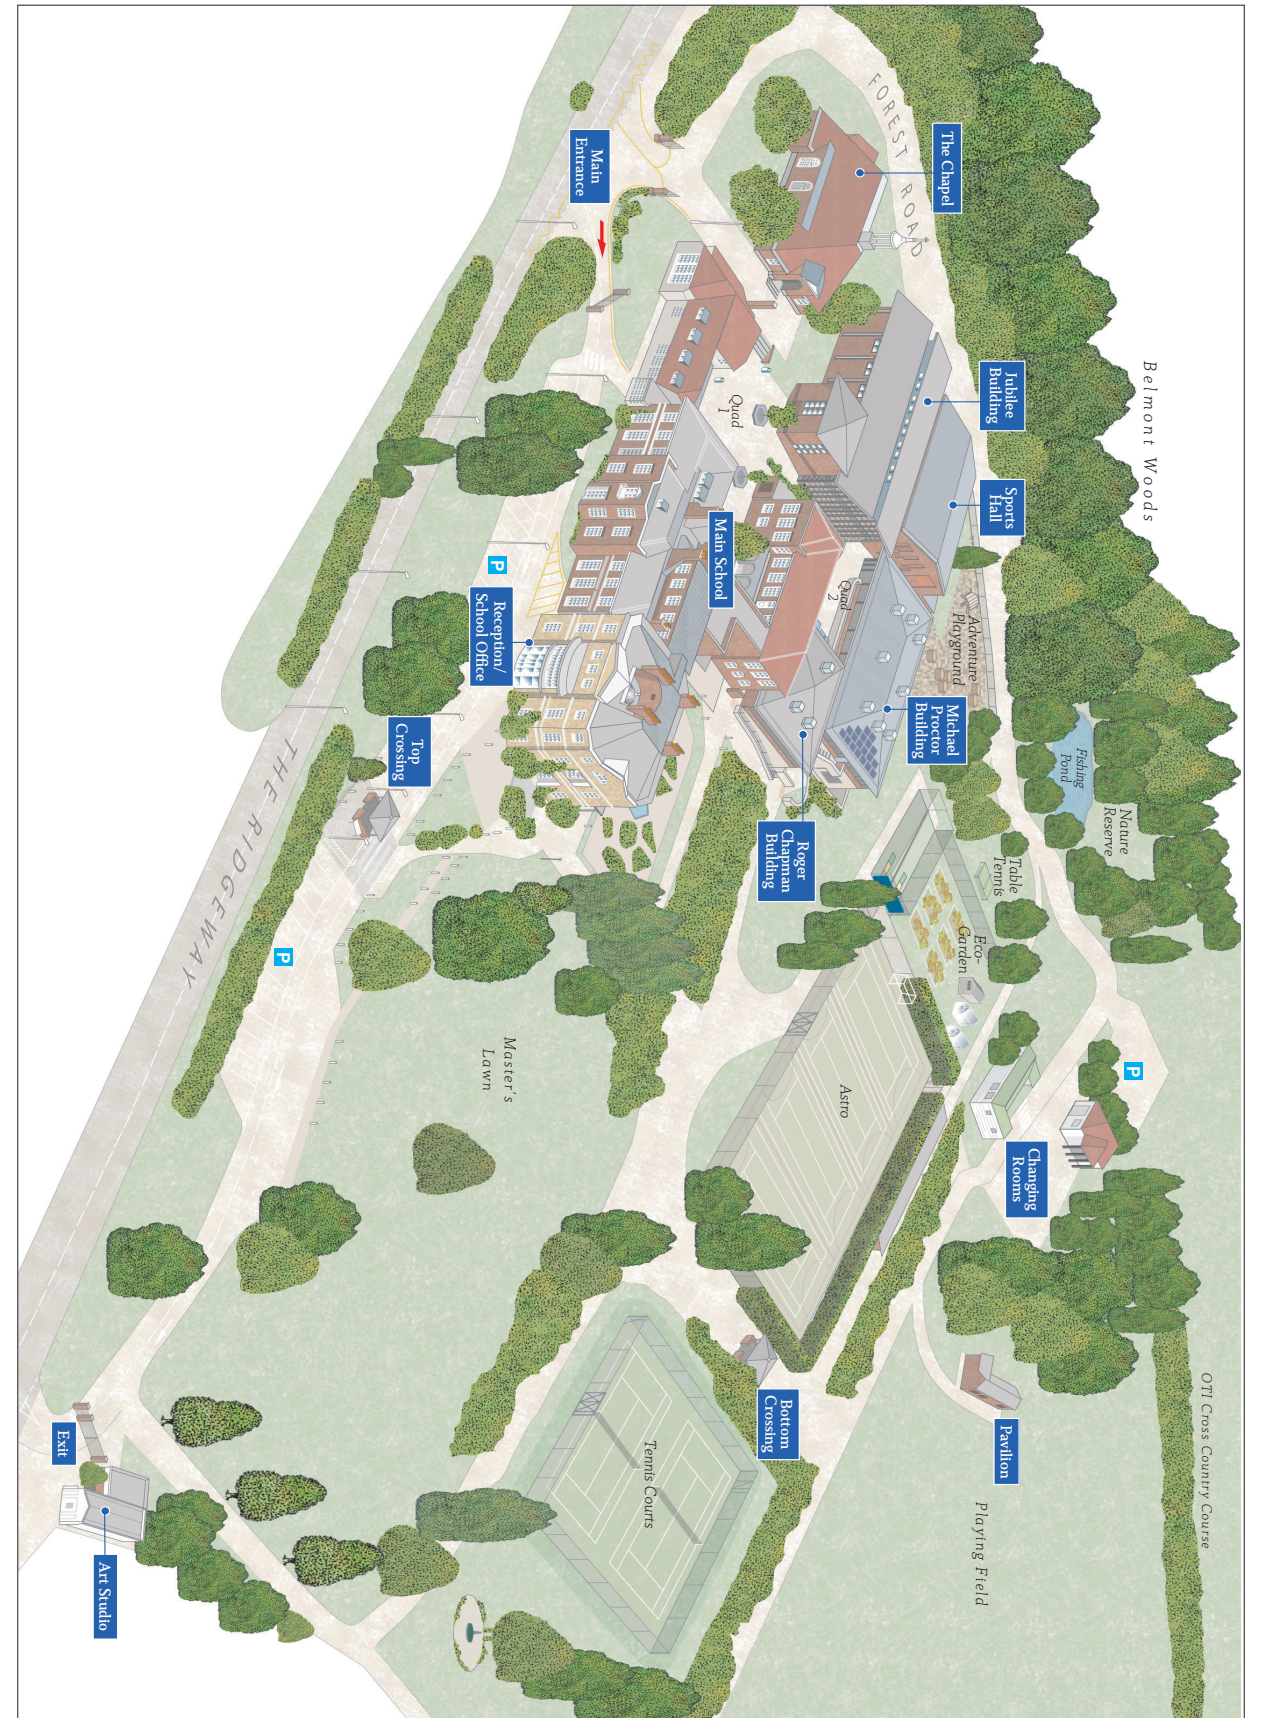 Belmont Woods
OTI Cross Country Course
Nature
Reserve
Fishing
Pond
P
Changing
Rooms
Pavilion
Playing Field
Jubilee
Building
Sports
Hall
Table
Tennis
Adventure
Playground
Eco-
Garden
The Chapel
Michael
Proctor
Building
FOREST ROAD
Quad
2
Astro
Roger
Chapman
Building
Bottom
Crossing
Quad
1
Main School
Tennis Courts
Main
Entrance
Master's
Lawn
P
Reception/
School Office
Top
Crossing
P
THE RIDGEWAY
Art Studio
Exit